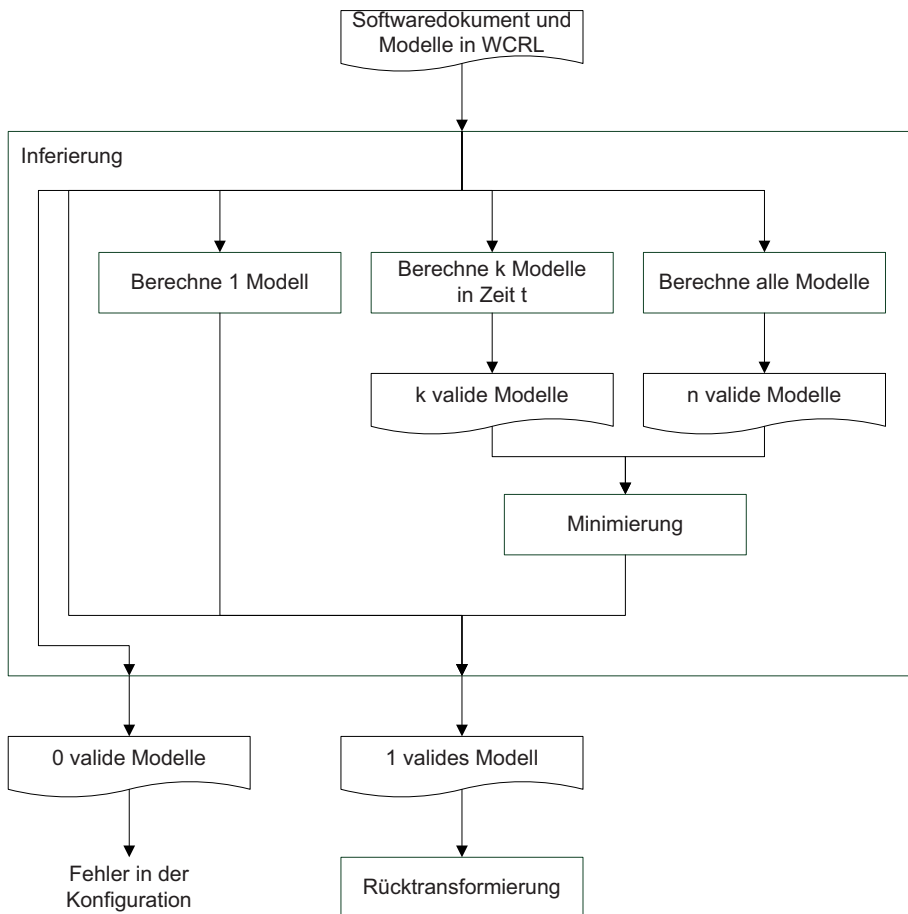 Softwaredokument und
Modelle in WCRL
Inferierung
Berechne 1 Modell
Berechne k Modelle
in Zeit t
Berechne alle Modelle
k valide Modelle
n valide Modelle
Minimierung
0 valide Modelle
1 valides Modell
Fehler in der
Konfiguration
Rücktransformierung